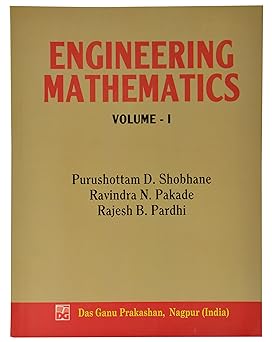 ENGINEERING
MATHEMATICS
VOLUME - I
Purushottam D. Shobhane
Ravindra N. Pakade
Rajesh B. Pardhi
DG
Das Ganu Prakashan, Nagpur (India)